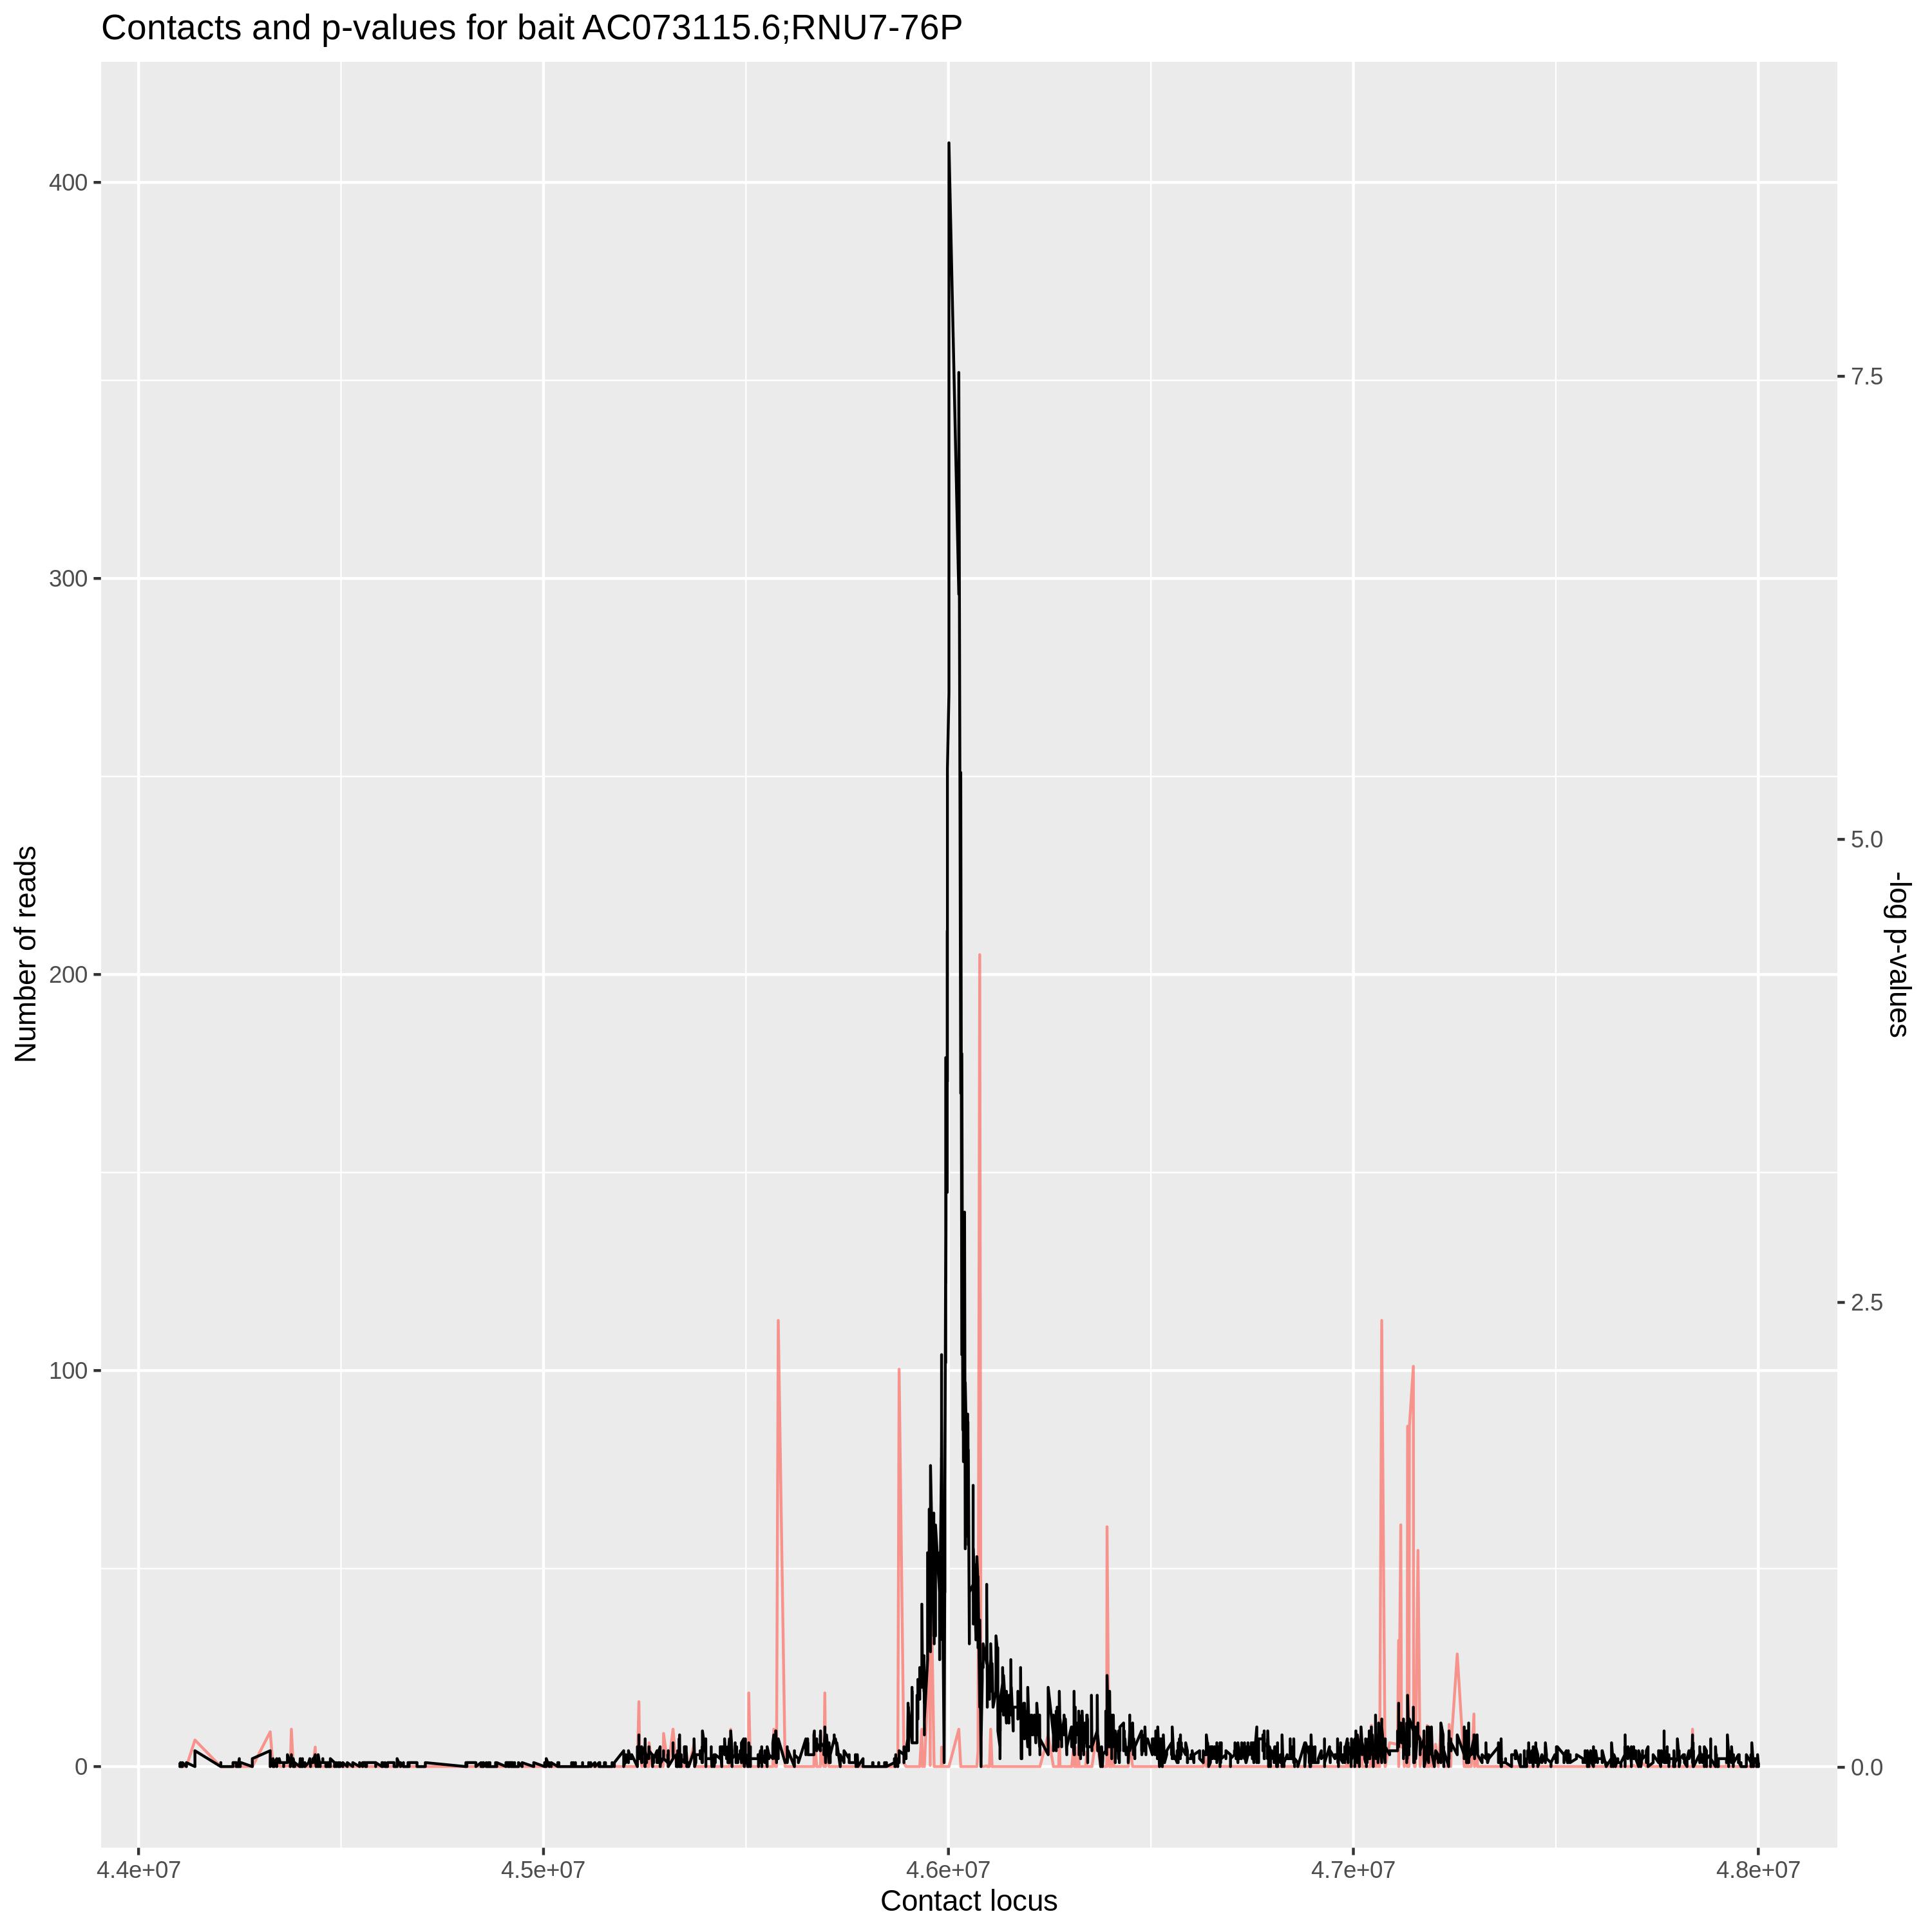 Contacts and p-values for bait AC073115.6;RNU7-76P
400
300
200
100
0
Number of reads
7.5
5.0
2.5
0.0
-log p-values
4.4e+07
4.5e+07
4.6e+07
4.7e+07
4.8e+07
Contact locus